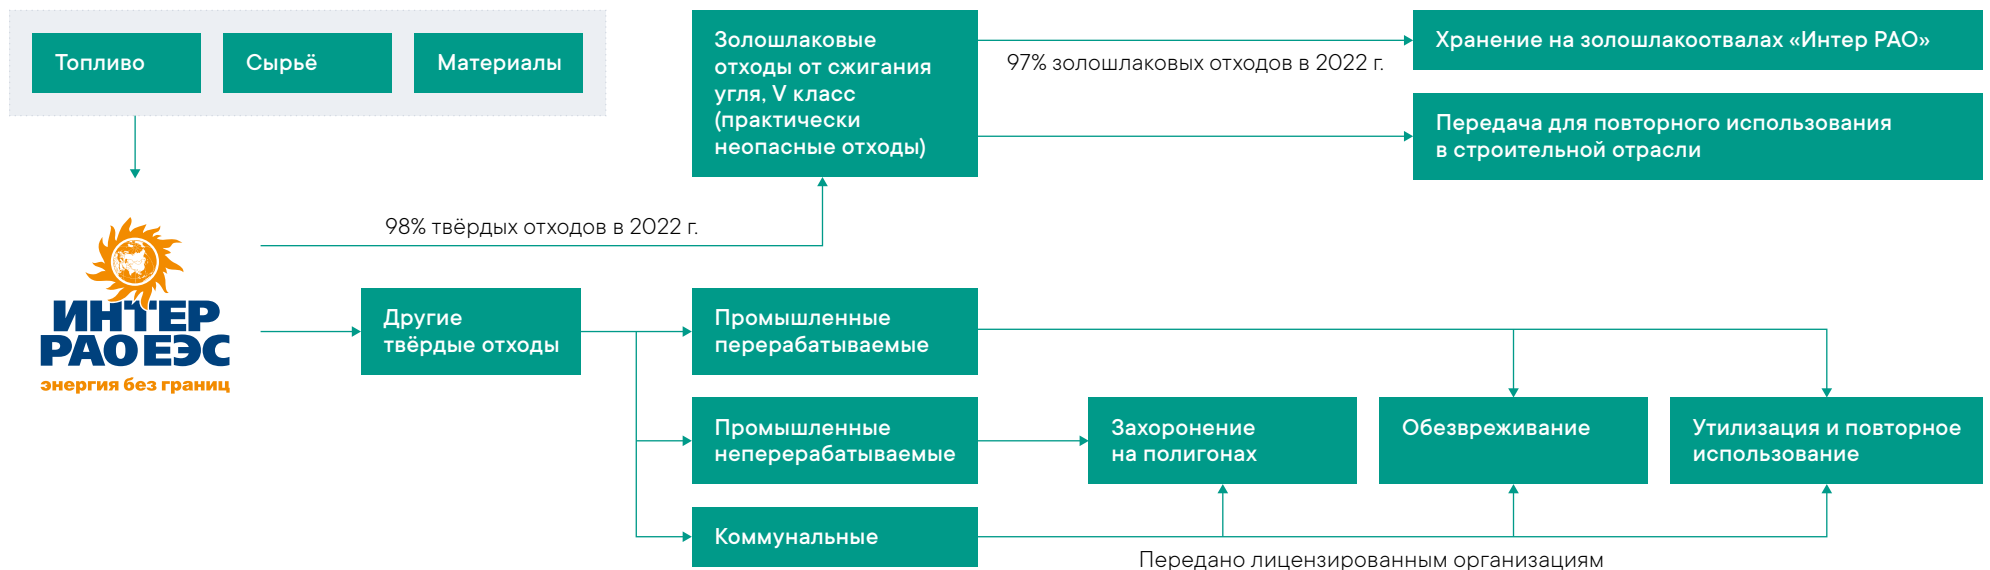 Топливо
Сырьё
Материалы
Золошлаковые
отходы от сжигания
угля, V класс
(практически
неопасные отходы)
97% золошлаковых отходов в 2022 г.
Хранение на золошлакоотвалах «Интер РАО»
Передача для повторного использования
в строительной отрасли
98% твёрдых отходов в 2022 г.
ИНТЕР
РАО ЕЭС
энергия без границ
Другие
твёрдые отходы
Промышленные
перерабатываемые
Промышленные
неперерабатываемые
Коммунальные
Захоронение
на полигонах
Обезвреживание
Утилизация и повторное
использование
Передано лицензированным организациям